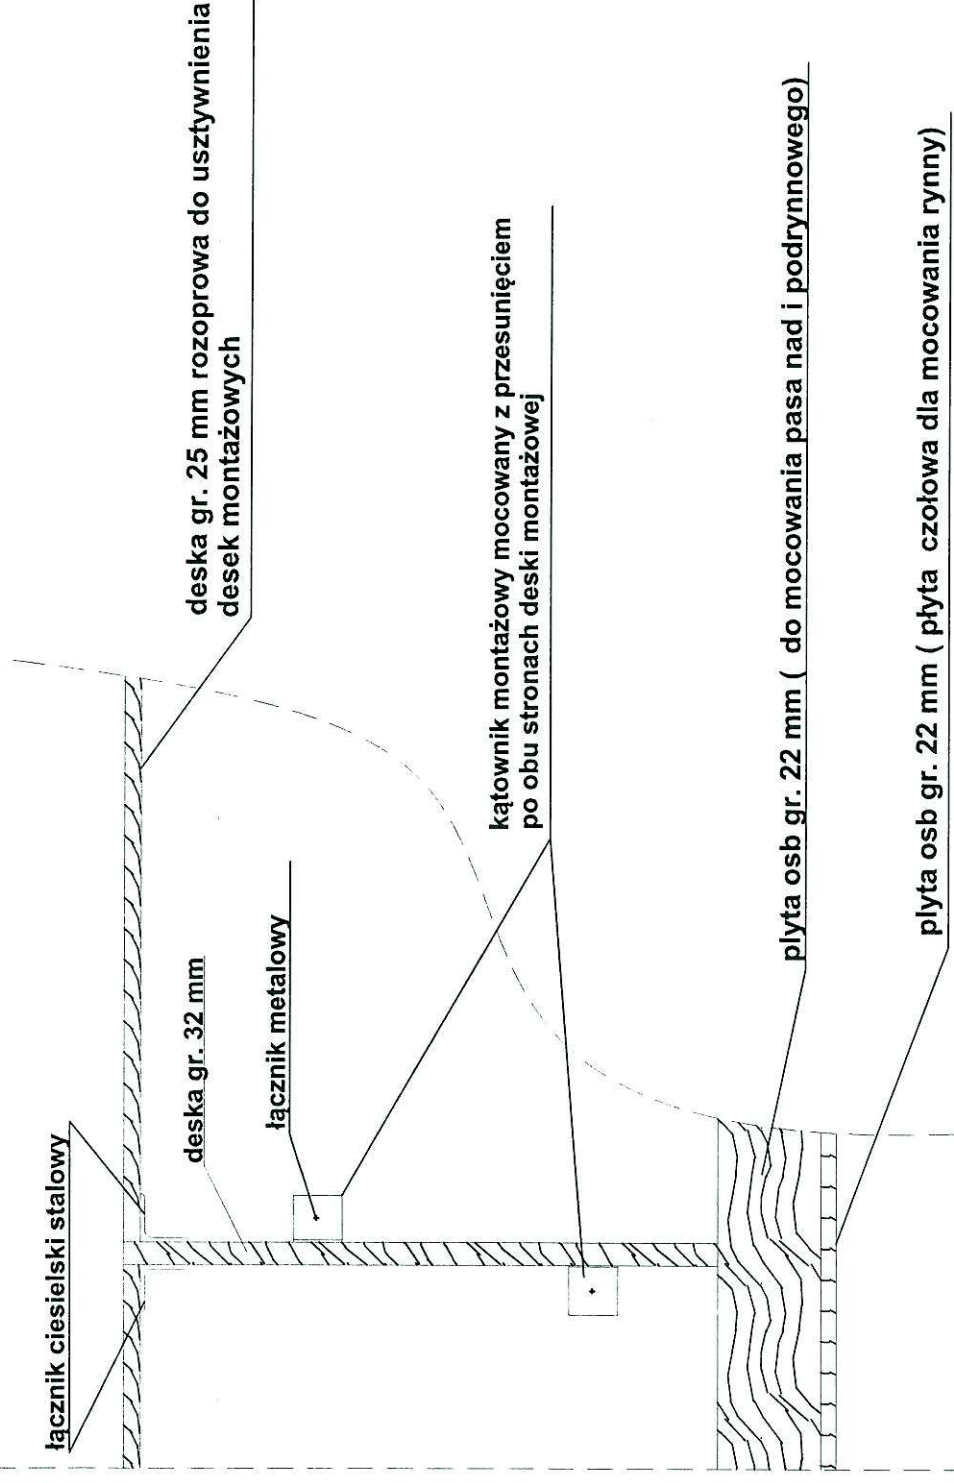 łącznik ciesielski stalowy
deska gr. 25 mm rozoprowa do usztywnienia
desek montażowych
deska gr. 32 mm
łącznik metalowy
kątownik montażowy mocowany z przesunięciem
po obu stronach deski montażowej
plyta osb gr. 22 mm ( do mocowania pasa nad i podrynnowego)
plyta osb gr. 22 mm ( płyta czołowa dla mocowania rynny)